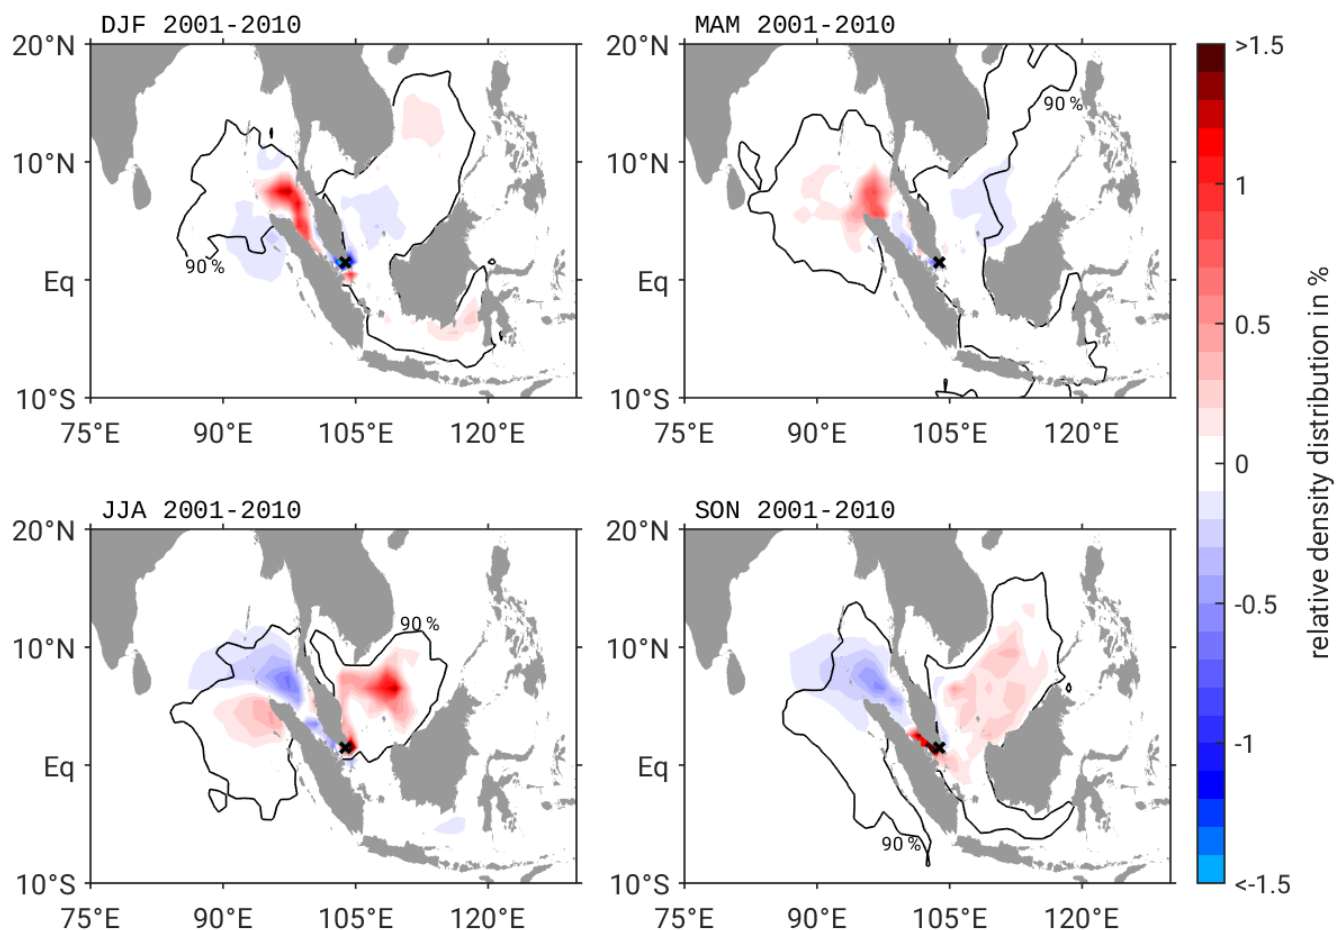 DJF 2001-2010
20°N
10°N
Eq
10°S
75°E 90°E 105°E 120°E
90 %
MAM 2001-2010
20°N
10°N
Eq
10°S
75°E 90°E 105°E 120°E
90 %
JJA 2001-2010
20°N
10°N
Eq
10°S
75°E 90°E 105°E 120°E
90 %
SON 2001-2010
20°N
10°N
Eq
10°S
75°E 90°E 105°E 120°E
90 %
>1.5
1
0.5
0
-0.5
-1
<-1.5
relative density distribution in %